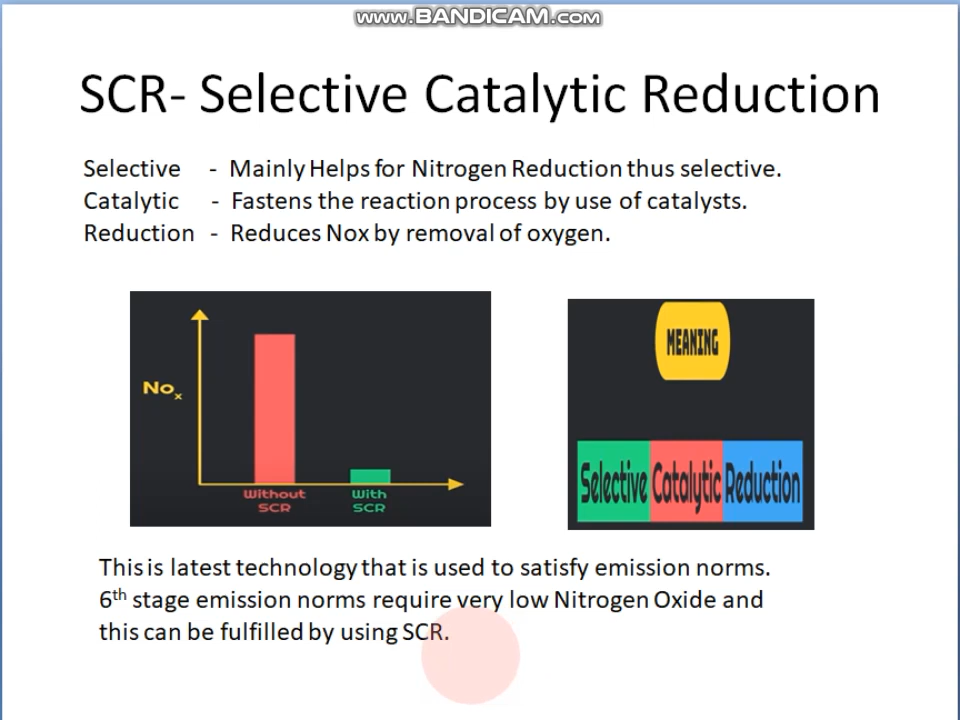 www.BANDICAM.com
SCR- Selective Catalytic Reduction
Selective - Mainly Helps for Nitrogen Reduction thus selective.
Catalytic - Fastens the reaction process by use of catalysts.
Reduction - Reduces Nox by removal of oxygen.
Nox
Without
SCR
With
SCR
MEANING
Selective Catalytic Reduction
This is latest technology that is used to satisfy emission norms.
6th stage emission norms require very low Nitrogen Oxide and
this can be fulfilled by using SCR.